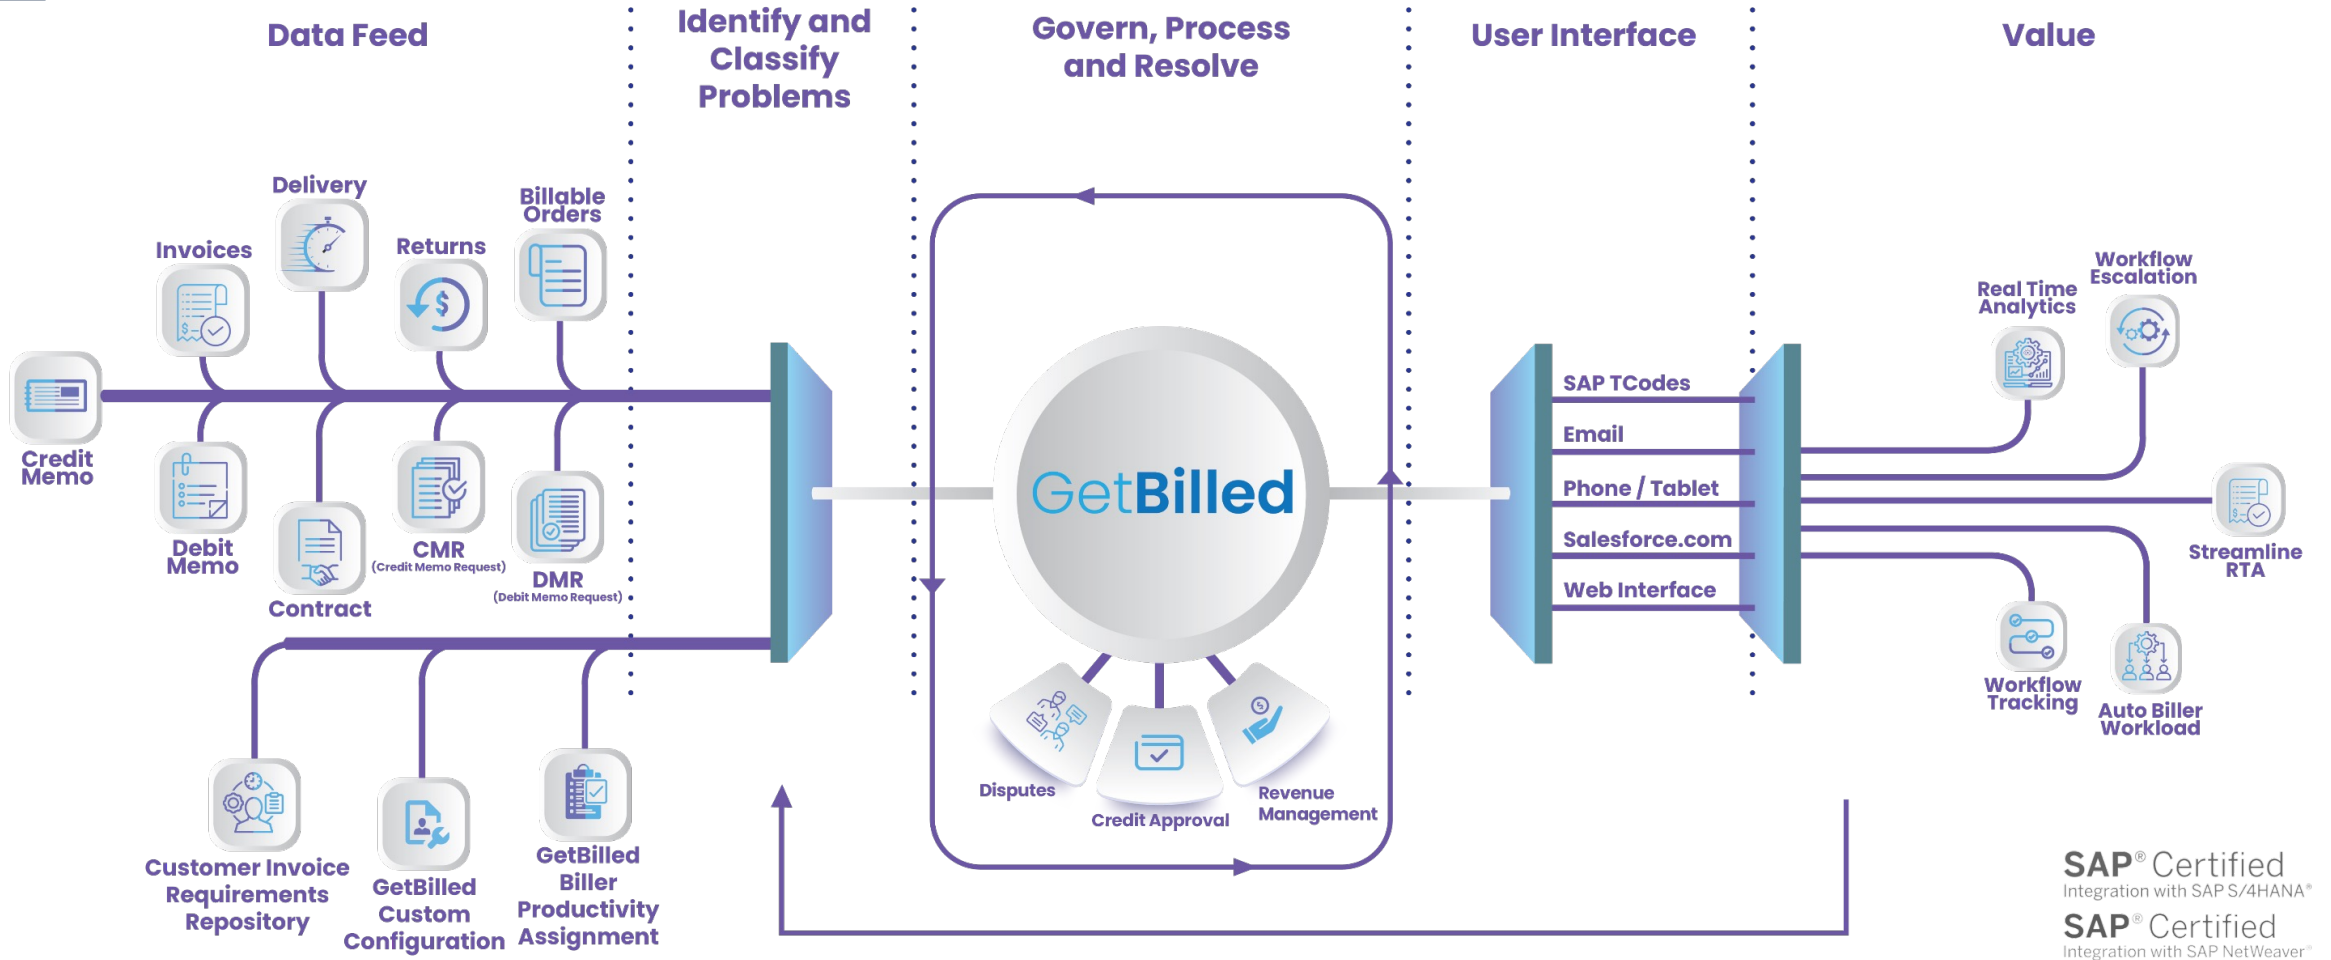 Data Feed
Identify and
Classify
Problems
Govern, Process
and Resolve
User Interface
Value
Delivery
Billable
Orders
Invoices
Returns
Credit
Memo
Debit
Memo
Contract
CMR
(Credit Memo Request)
DMR
(Debit Memo Request)
Customer Invoice
Requirements
Repository
GetBilled
Custom
Configuration
GetBilled
Biller
Productivity
Assignment
GetBilled
Disputes
Credit Approval
Revenue
Management
SAP TCodes
Email
Phone / Tablet
Salesforce.com
Web Interface
Real Time
Analytics
Workflow
Escalation
Streamline
RTA
Workflow
Tracking
Auto Biller
Workload
SAP® Certified
Integration with SAP S/4HANA®
SAP® Certified
Integration with SAP NetWeaver®